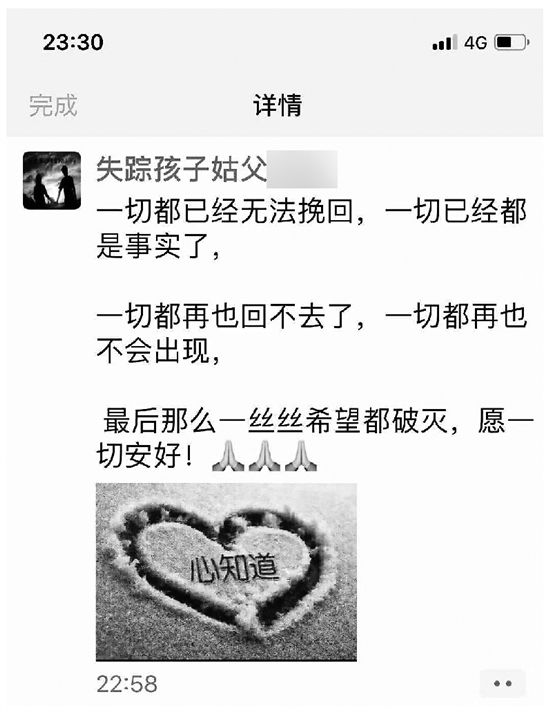 23:30
4G
完成
详情
失踪孩子姑父
一切都已经无法挽回，一切已经都
是事实了，
一切都再也回不去了，一切都再也
不会出现，
最后那么一丝丝希望都破灭，愿一
切安好！🙏🙏🙏
心知道
22:58